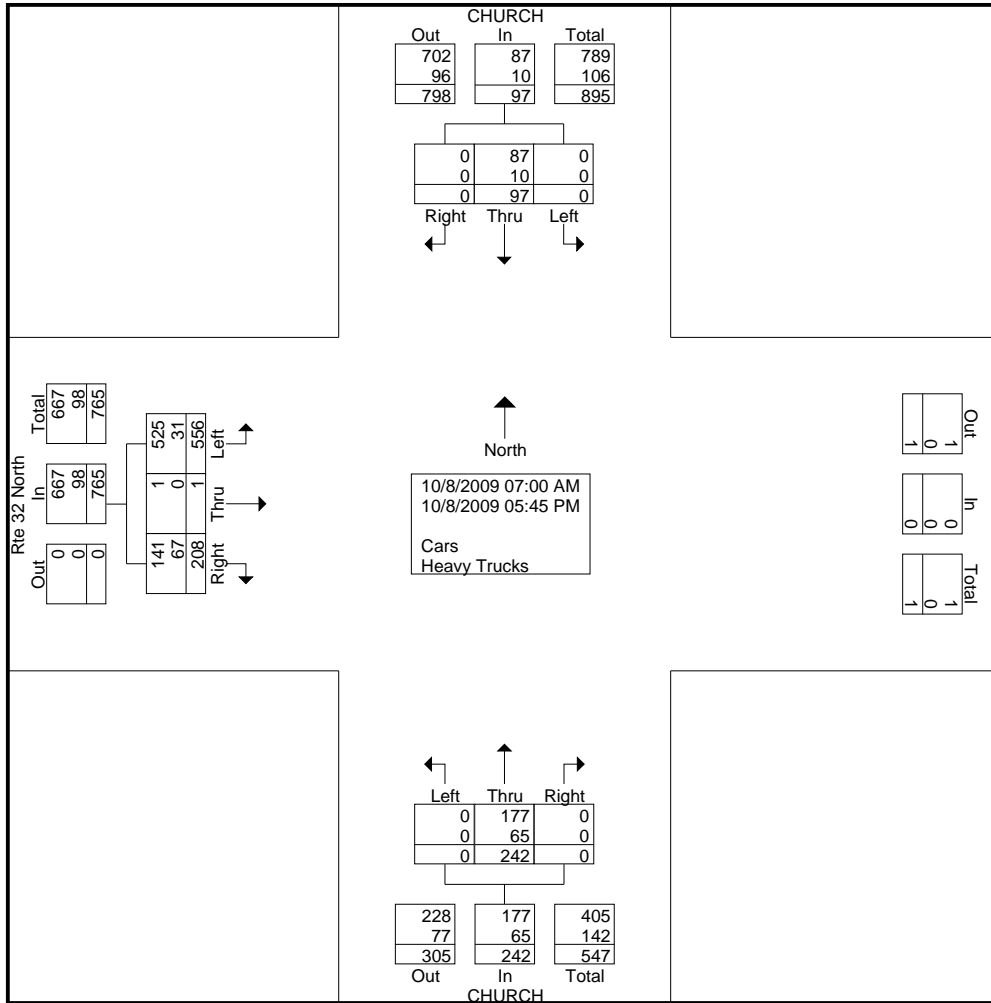 CHURCH
Out In Total
702 87 789
96 10 106
798 97 895
0 87 0
0 10 0
0 97 0
Right Thru Left
Rte 32 North
Out In Total
0 667 667
0 98 98
0 765 765
Right Thru Left
141 1 525
67 0 31
208 1 556
North
10/8/2009 07:00 AM
10/8/2009 05:45 PM
Cars
Heavy Trucks
Out In Total
1 0 1
0 0 0
1 0 1
Left Thru Right
0 177 0
0 65 0
0 242 0
228 177 405
77 65 142
305 242 547
Out In Total
CHURCH